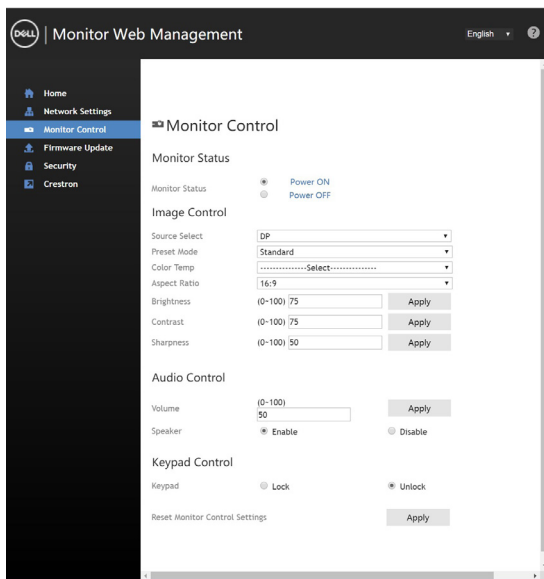 DELL
Monitor Web Management
English
?
Home
Network Settings
Monitor Control
Firmware Update
Security
Crestron
Monitor Control
Monitor Status
Monitor Status
Power ON
Power OFF
Image Control
Source Select DP
Preset Mode Standard
Color Temp ---------------Select---------------
Aspect Ratio 16:9
Brightness (0~100) 75 Apply
Contrast (0~100) 75 Apply
Sharpness (0~100) 50 Apply
Audio Control
(0~100)
Volume 50 Apply
Speaker Enable Disable
Keypad Control
Keypad Lock Unlock
Reset Monitor Control Settings Apply